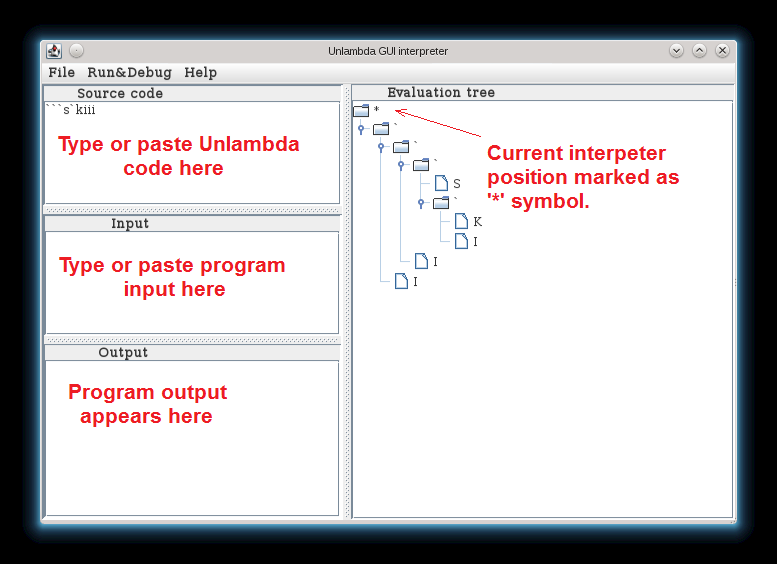 Unlambda GUI interpreter
File Run&Debug Help
Source code
```s`kiii
Type or paste Unlambda
code here
Input
Type or paste program
input here
Output
Program output
appears here
Evaluation tree
*
`
`
`
S
`
K
I
I
I
Current interpeter
position marked as
'*' symbol.